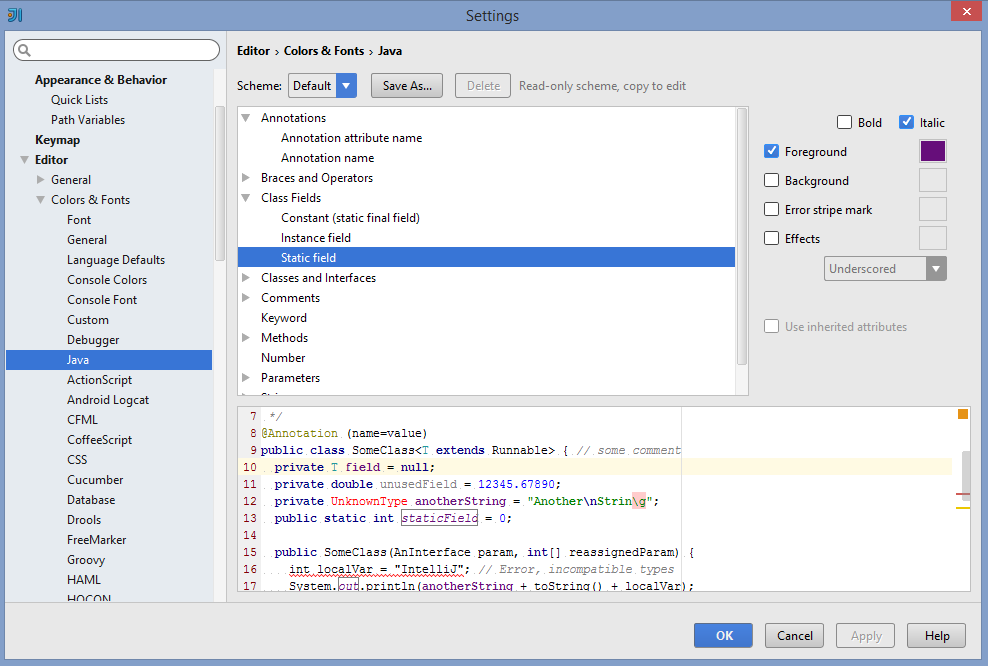 Settings
Appearance & Behavior
Quick Lists
Path Variables
Keymap
Editor
General
Colors & Fonts
Font
General
Language Defaults
Console Colors
Console Font
Custom
Debugger
Java
ActionScript
Android Logcat
CFML
CoffeeScript
CSS
Cucumber
Database
Drools
FreeMarker
Groovy
HAML
HOCON
Editor › Colors & Fonts › Java
Scheme: Default Save As... Delete Read-only scheme, copy to edit
Annotations
Annotation attribute name
Annotation name
Braces and Operators
Class Fields
Constant (static final field)
Instance field
Static field
Classes and Interfaces
Comments
Keyword
Methods
Number
Parameters
Bold Italic
Foreground
Background
Error stripe mark
Effects
Underscored
Use inherited attributes
7 */
8 @Annotation (name=value)
9 public class SomeClass<T extends Runnable> { // some comment
10 private T field = null;
11 private double unusedField = 12345.67890;
12 private UnknownType anotherString = "Another\nStrin\g";
13 public static int staticField = 0;
14
15 public SomeClass(AnInterface param, int[] reassignedParam) {
16 int localVar = "IntelliJ"; // Error, incompatible types
17 System.out.println(anotherString + toString() + localVar);
OK Cancel Apply Help